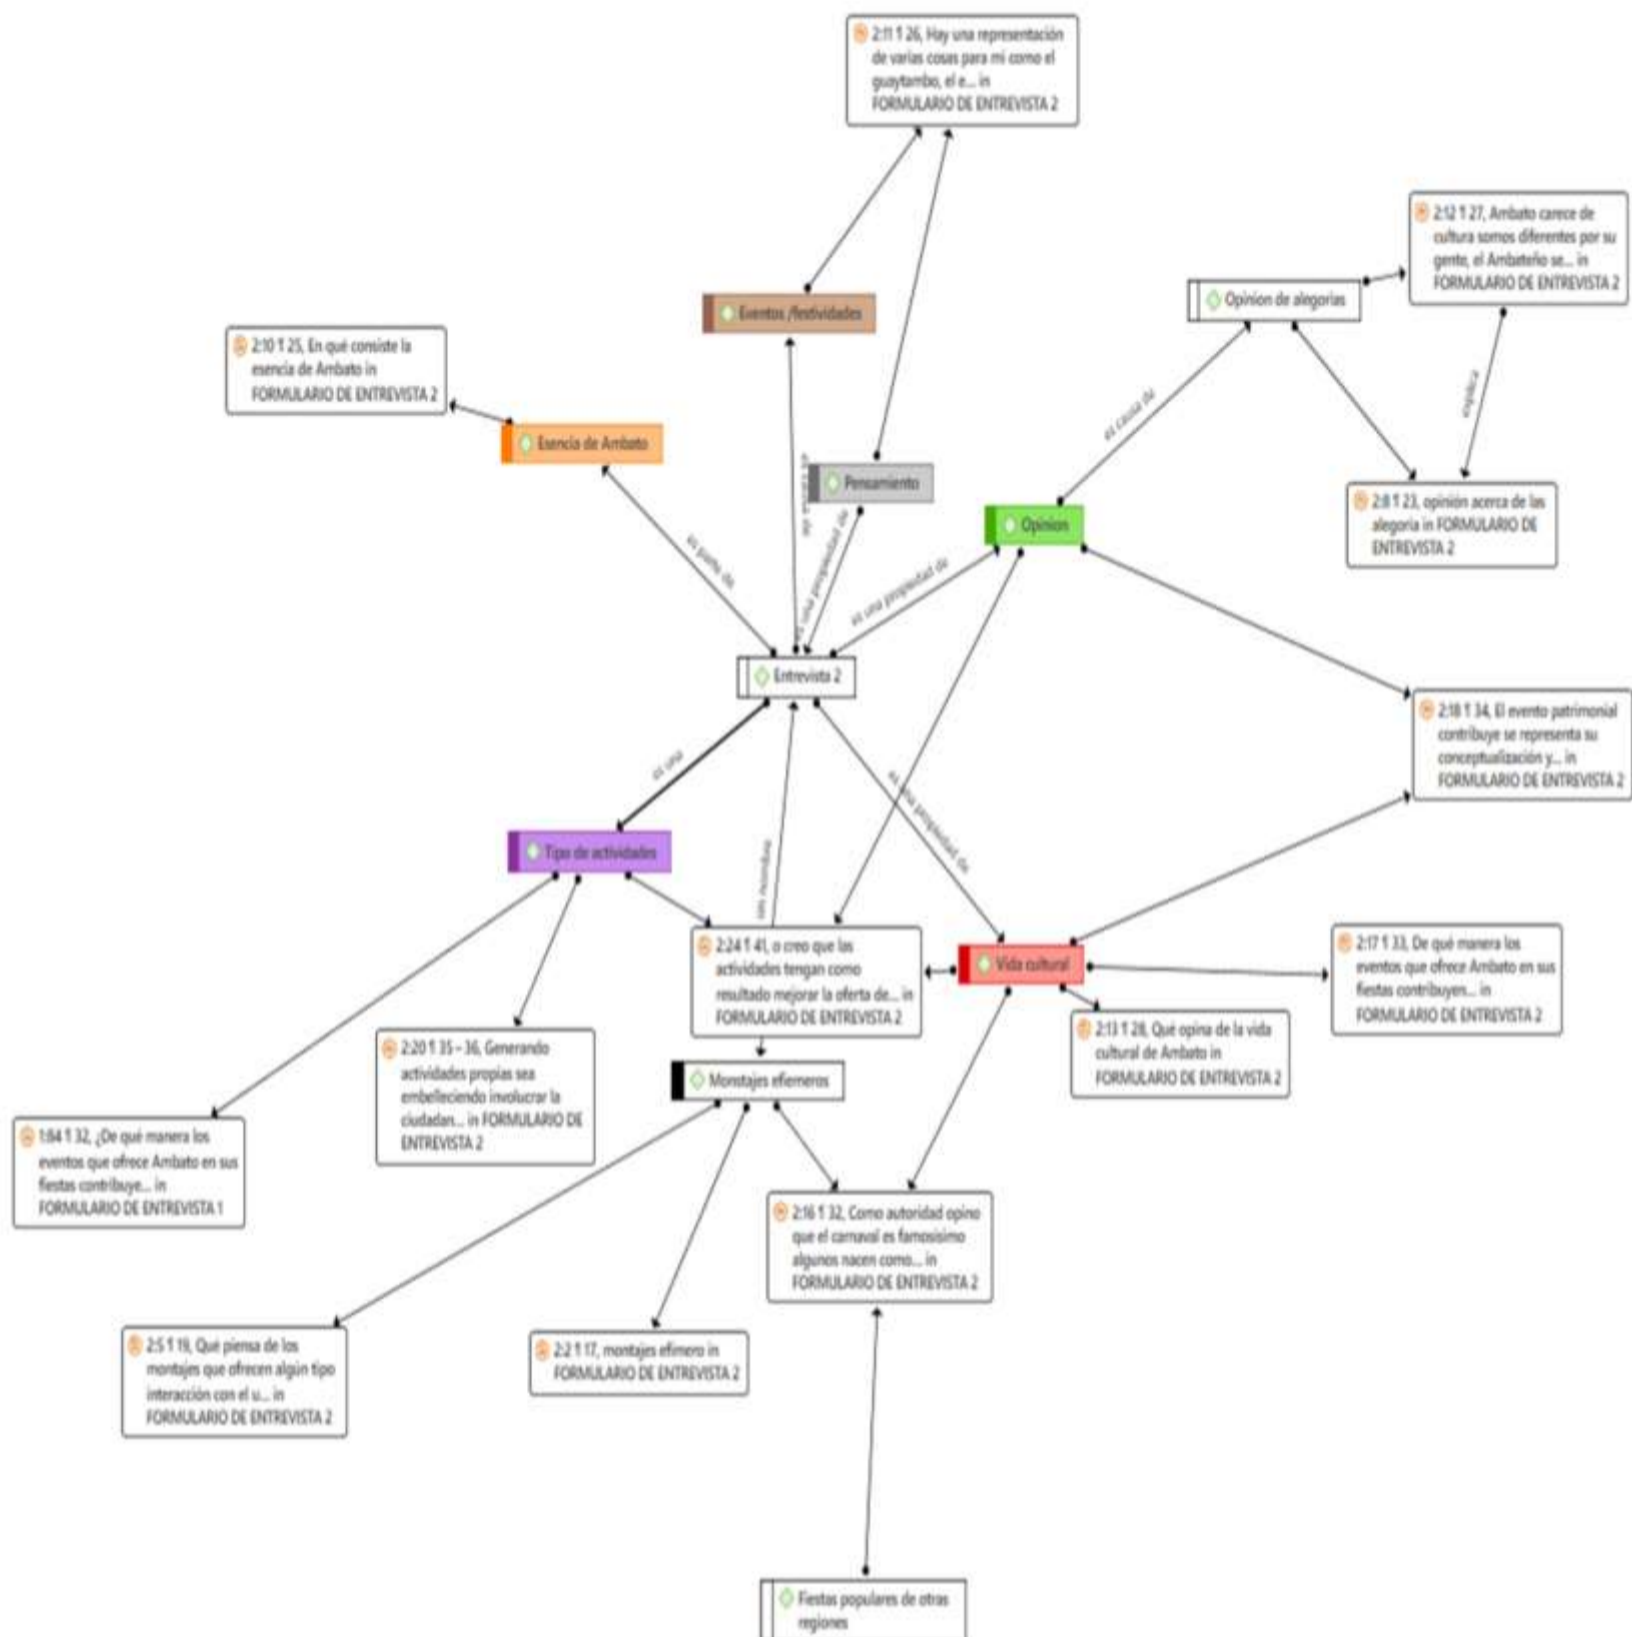 2:11 ¶ 26, Hay una representación
de varias cosas para mi como el
guaytambo, el e... in
FORMULARIO DE ENTREVISTA 2
2:12 ¶ 27, Ambato carece de
cultura somos diferentes por su
gente, el Ambateño se... in
FORMULARIO DE ENTREVISTA 2
Opinion de alegorias
Eventos /festividades
2:10 ¶ 25, En qué consiste la
esencia de Ambato in
FORMULARIO DE ENTREVISTA 2
explica
es causa de
Esencia de Ambato
Pensamiento
es causa de
2:8 ¶ 23, opinión acerca de las
alegoria in FORMULARIO DE
ENTREVISTA 2
Opinion
es parte de
es una propiedad de
es una propiedad de
Entrevista 2
2:18 ¶ 34, El evento patrimonial
contribuye se representa su
conceptualización y... in
FORMULARIO DE ENTREVISTA 2
es una
es una propiedad de
Tipo de actividades
sin nombre
2:24 ¶ 41, o creo que las
actividades tengan como
resultado mejorar la oferta de... in
FORMULARIO DE ENTREVISTA 2
Vida cultural
2:17 ¶ 33, De qué manera los
eventos que ofrece Ambato en sus
fiestas contribuyen... in
FORMULARIO DE ENTREVISTA 2
2:13 ¶ 28, Qué opina de la vida
cultural de Ambato in
FORMULARIO DE ENTREVISTA 2
2:20 ¶ 35 – 36, Generando
actividades propias sea
embelleciendo involucrar la
ciudadan... in FORMULARIO DE
ENTREVISTA 2
Monstajes efiemeros
1:84 ¶ 32, ¿De qué manera los
eventos que ofrece Ambato en sus
fiestas contribuye... in
FORMULARIO DE ENTREVISTA 1
2:16 ¶ 32, Como autoridad opino
que el carnaval es famosisimo
algunos nacen como... in
FORMULARIO DE ENTREVISTA 2
2:5 ¶ 19, Qué piensa de los
montajes que ofrecen algún tipo
interacción con el u... in
FORMULARIO DE ENTREVISTA 2
2:2 ¶ 17, montajes efímero in
FORMULARIO DE ENTREVISTA 2
Fiestas populares de otras
regiones